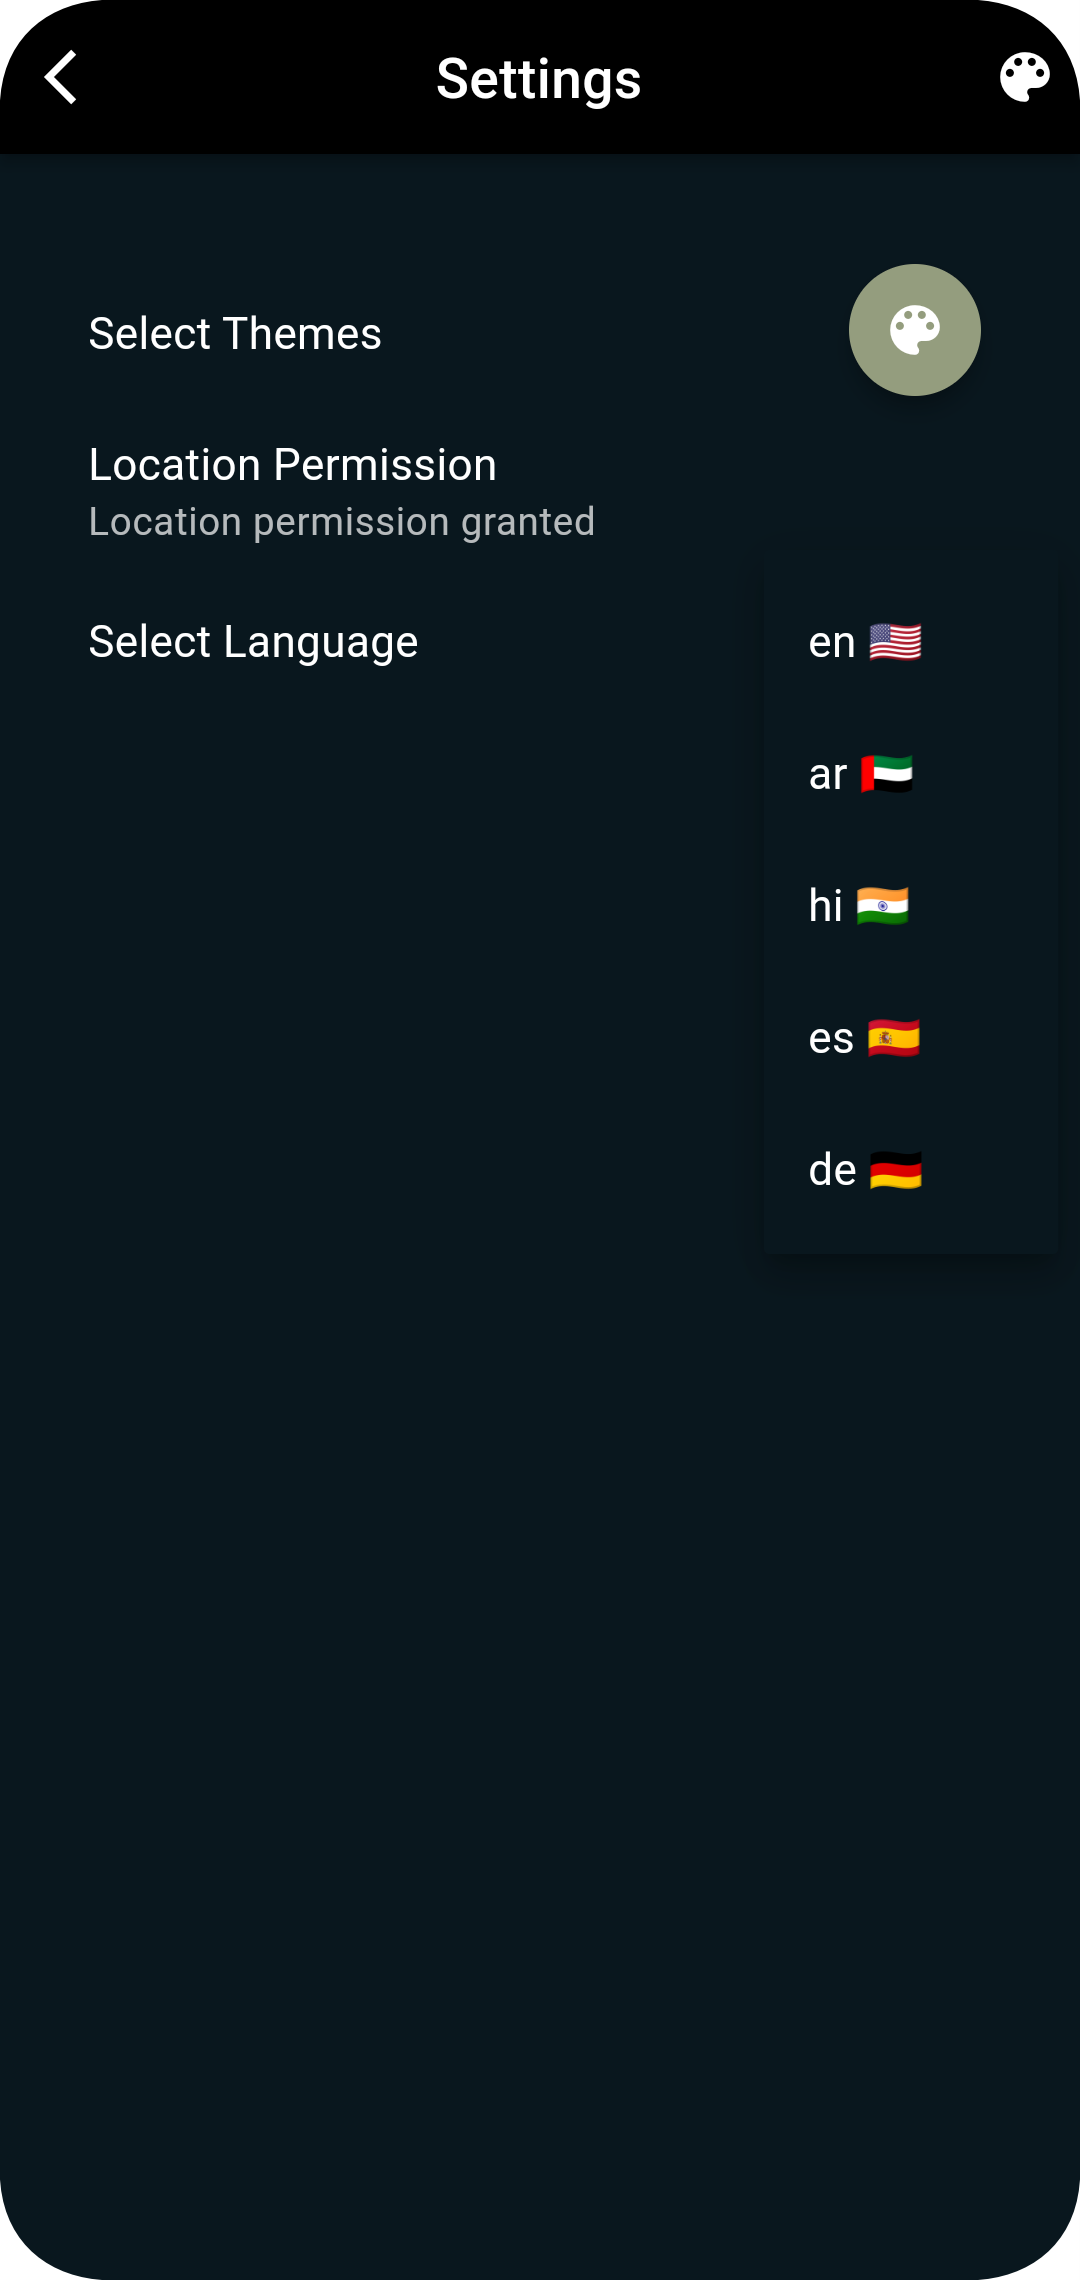 Settings
Select Themes
Location Permission
Location permission granted
Select Language
en 🇺🇸
ar 🇦🇪
hi 🇮🇳
es 🇪🇸
de 🇩🇪